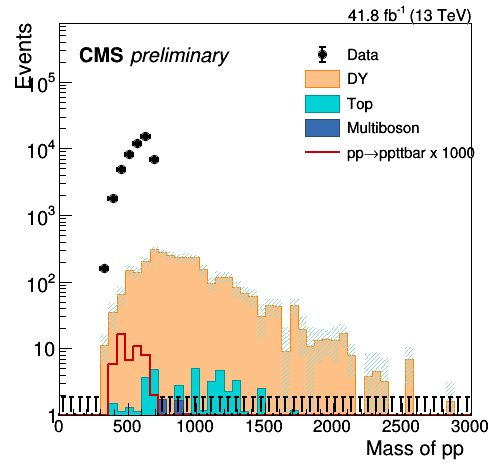 41.8 fb⁻¹ (13 TeV)
Events
CMS preliminary
Data
DY
Top
Multiboson
pp→ppttbar x 1000
10⁵
10⁴
10³
10²
10
1
0 500 1000 1500 2000 2500 3000
Mass of pp